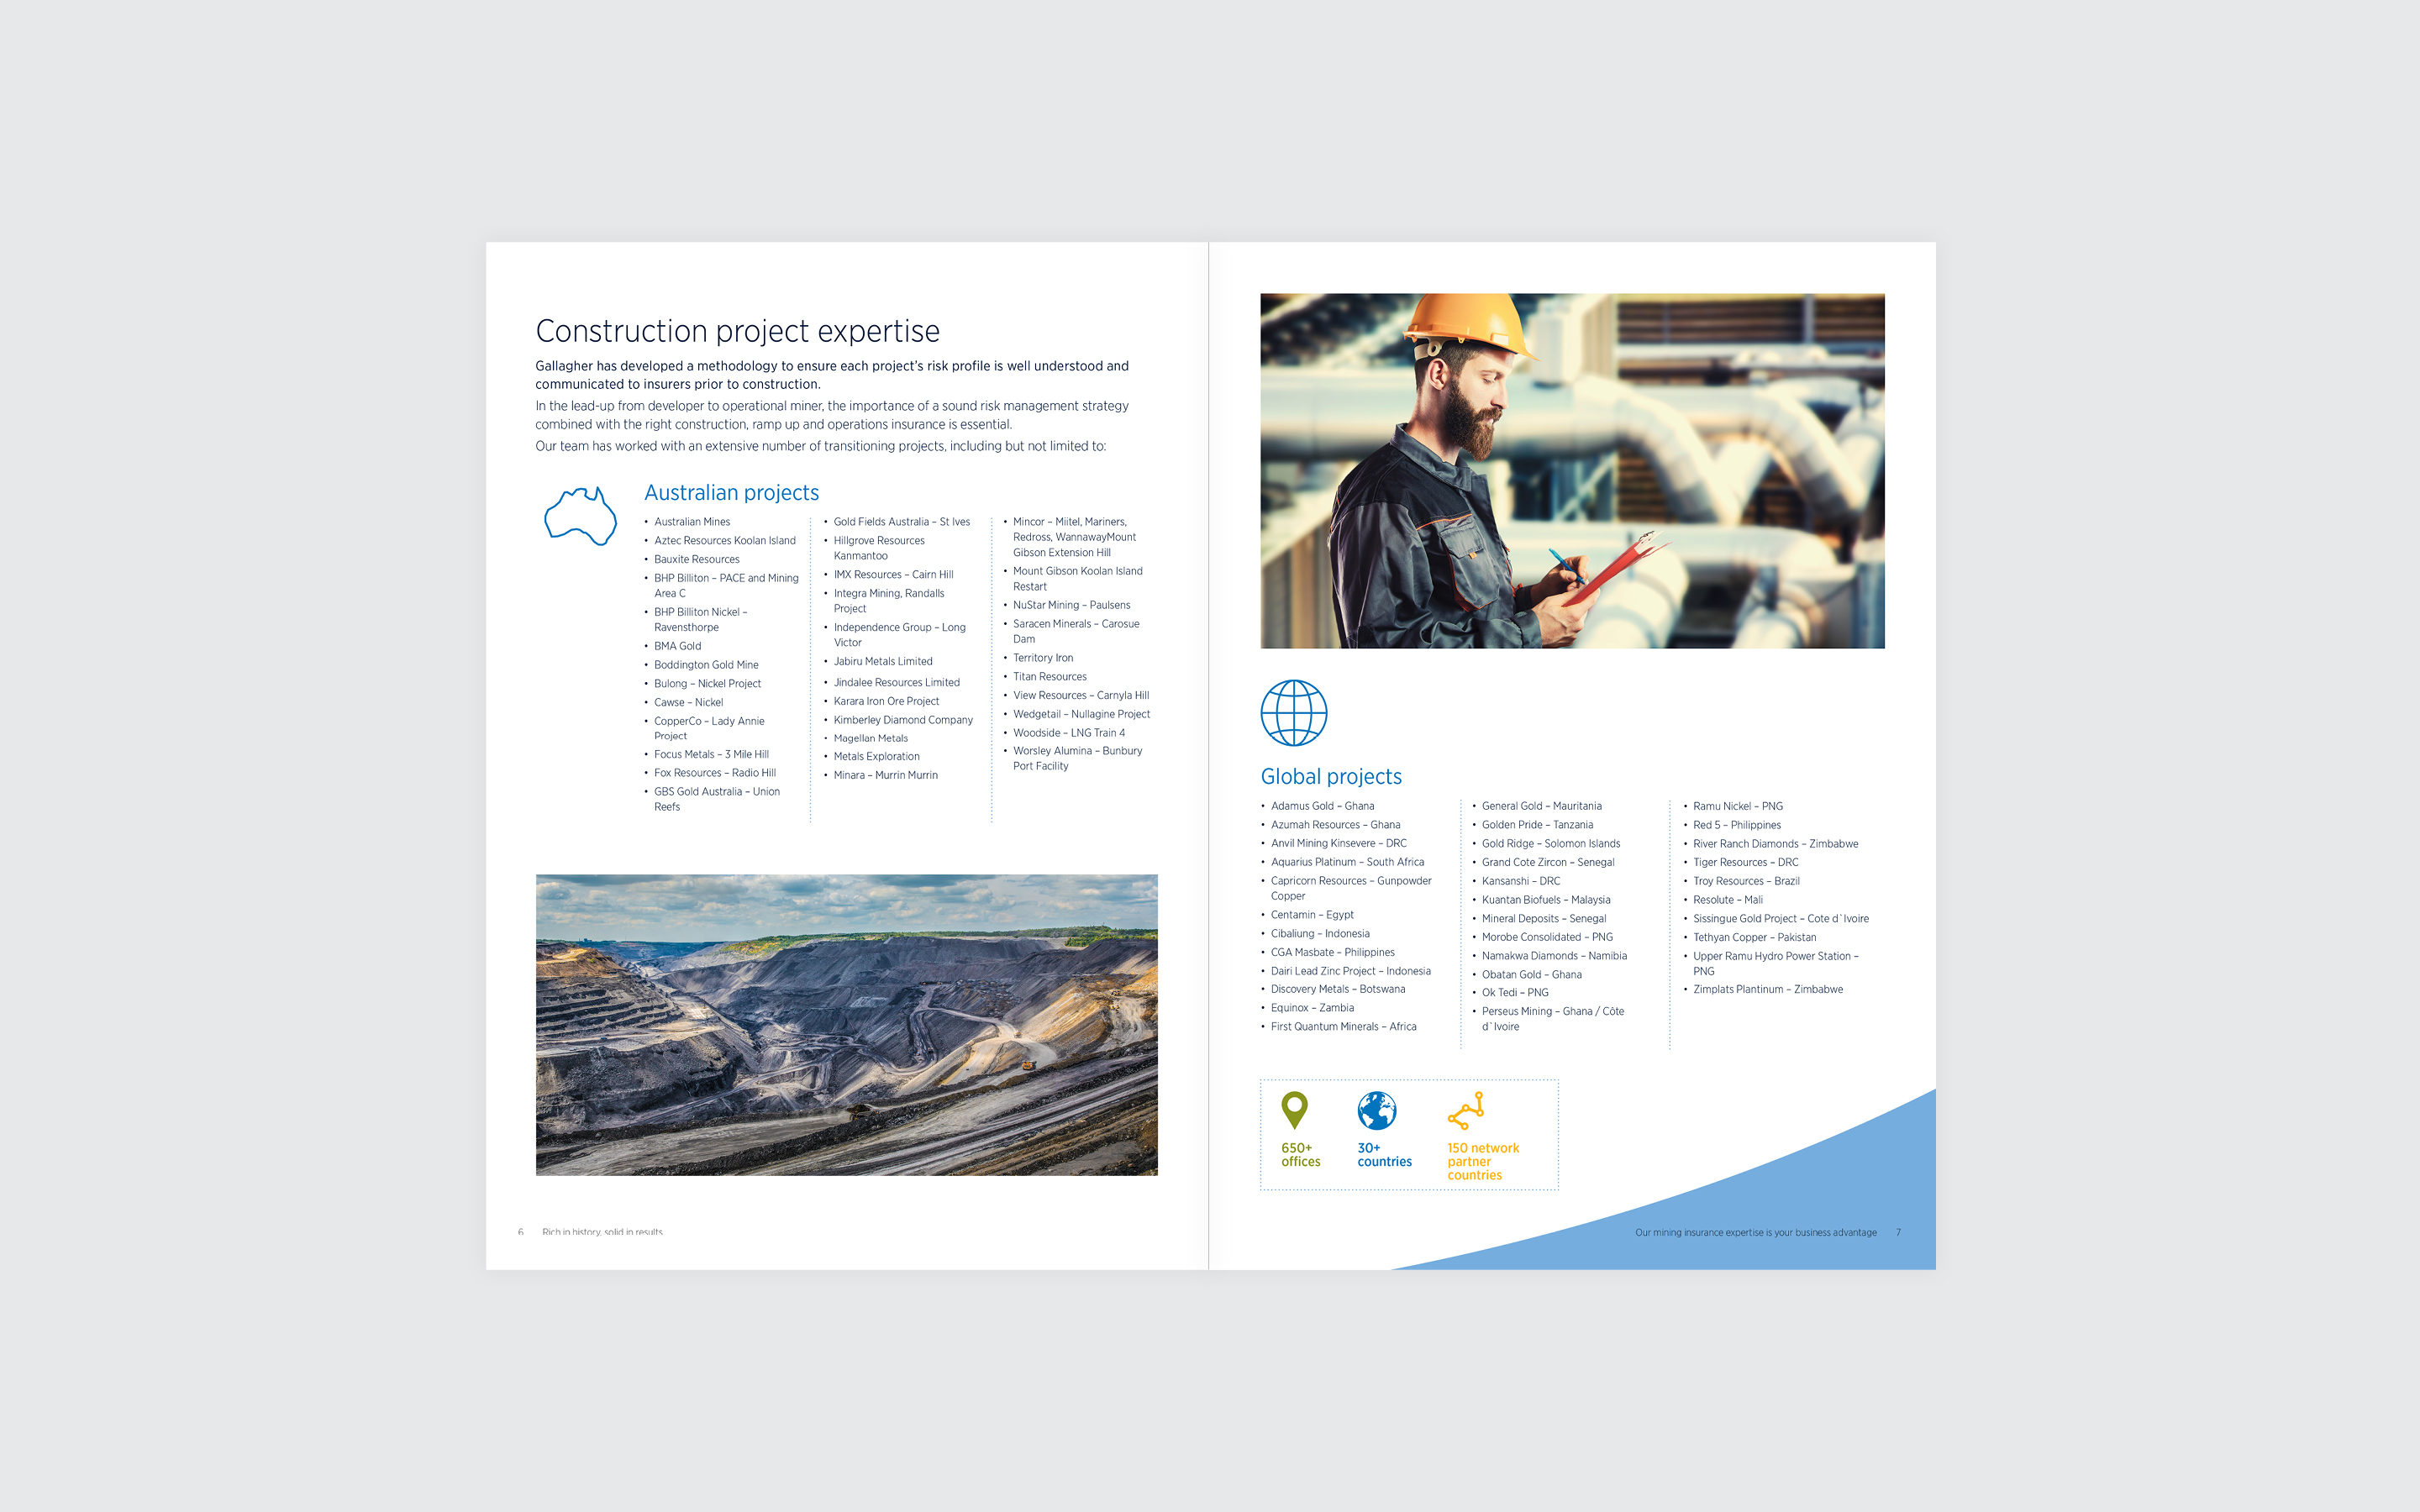 Construction project expertise
Gallagher has developed a methodology to ensure each project's risk profile is well understood and
communicated to insurers prior to construction.
In the lead-up from developer to operational miner, the importance of a sound risk management strategy
combined with the right construction, ramp up and operations insurance is essential.
Our team has worked with an extensive number of transitioning projects, including but not limited to:
Australian projects
• Australian Mines
• Aztec Resources Koolan Island
• Bauxite Resources
• BHP Billiton – PACE and Mining
Area C
• BHP Billiton Nickel –
Ravensthorpe
• BMA Gold
• Boddington Gold Mine
• Bulong – Nickel Project
• Cawse – Nickel
• CopperCo – Lady Annie
Project
• Focus Metals – 3 Mile Hill
• Fox Resources – Radio Hill
• GBS Gold Australia – Union
Reefs
• Gold Fields Australia – St Ives
• Hillgrove Resources
Kanmantoo
• IMX Resources – Cairn Hill
• Integra Mining, Randalls
Project
• Independence Group – Long
Victor
• Jabiru Metals Limited
• Jindalee Resources Limited
• Karara Iron Ore Project
• Kimberley Diamond Company
• Magellan Metals
• Metals Exploration
• Minara – Murrin Murrin
• Mincor – Miitel, Mariners,
Redross, WannawayMount
Gibson Extension Hill
• Mount Gibson Koolan Island
Restart
• NuStar Mining – Paulsens
• Saracen Minerals – Carosue
Dam
• Territory Iron
• Titan Resources
• View Resources – Carnyla Hill
• Wedgetail – Nullagine Project
• Woodside – LNG Train 4
• Worsley Alumina – Bunbury
Port Facility
6 Rich in history, solid in results
Global projects
• Adamus Gold – Ghana
• Azumah Resources – Ghana
• Anvil Mining Kinsevere – DRC
• Aquarius Platinum – South Africa
• Capricorn Resources – Gunpowder
Copper
• Centamin – Egypt
• Cibaliung – Indonesia
• CGA Masbate – Philippines
• Dairi Lead Zinc Project – Indonesia
• Discovery Metals – Botswana
• Equinox – Zambia
• First Quantum Minerals – Africa
• General Gold – Mauritania
• Golden Pride – Tanzania
• Gold Ridge – Solomon Islands
• Grand Cote Zircon – Senegal
• Kansanshi – DRC
• Kuantan Biofuels – Malaysia
• Mineral Deposits – Senegal
• Morobe Consolidated – PNG
• Namakwa Diamonds – Namibia
• Obatan Gold – Ghana
• Ok Tedi – PNG
• Perseus Mining – Ghana / Côte
d`Ivoire
• Ramu Nickel – PNG
• Red 5 – Philippines
• River Ranch Diamonds – Zimbabwe
• Tiger Resources – DRC
• Troy Resources – Brazil
• Resolute – Mali
• Sissingue Gold Project – Cote d`Ivoire
• Tethyan Copper – Pakistan
• Upper Ramu Hydro Power Station –
PNG
• Zimplats Plantinum – Zimbabwe
650+
offices
30+
countries
150 network
partner
countries
Our mining insurance expertise is your business advantage 7